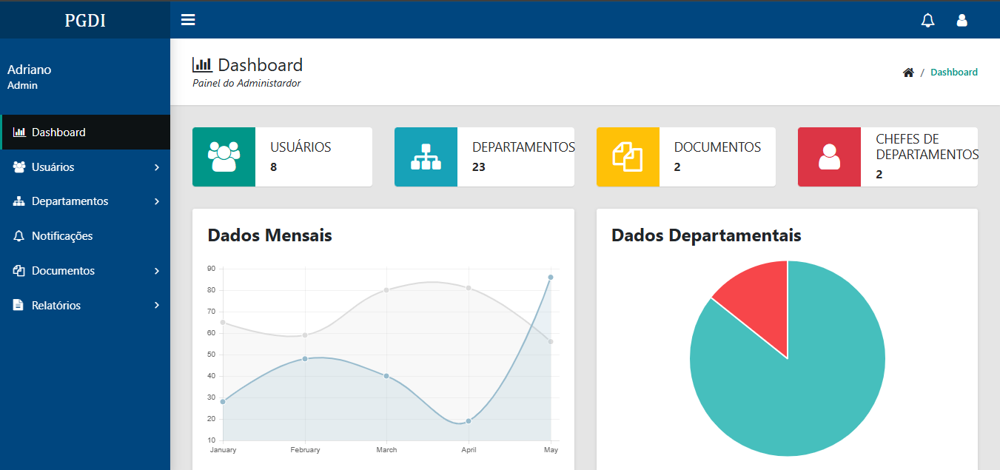 PGDI
Adriano
Admin
Dashboard
Usuários
Departamentos
Notificações
Documentos
Relatórios
Dashboard
Painel do Administardor
/ Dashboard
USUÁRIOS
8
DEPARTAMENTOS
23
DOCUMENTOS
2
CHEFES DE
DEPARTAMENTOS
2
Dados Mensais
90
80
70
60
50
40
30
20
10
January February March April May
Dados Departamentais